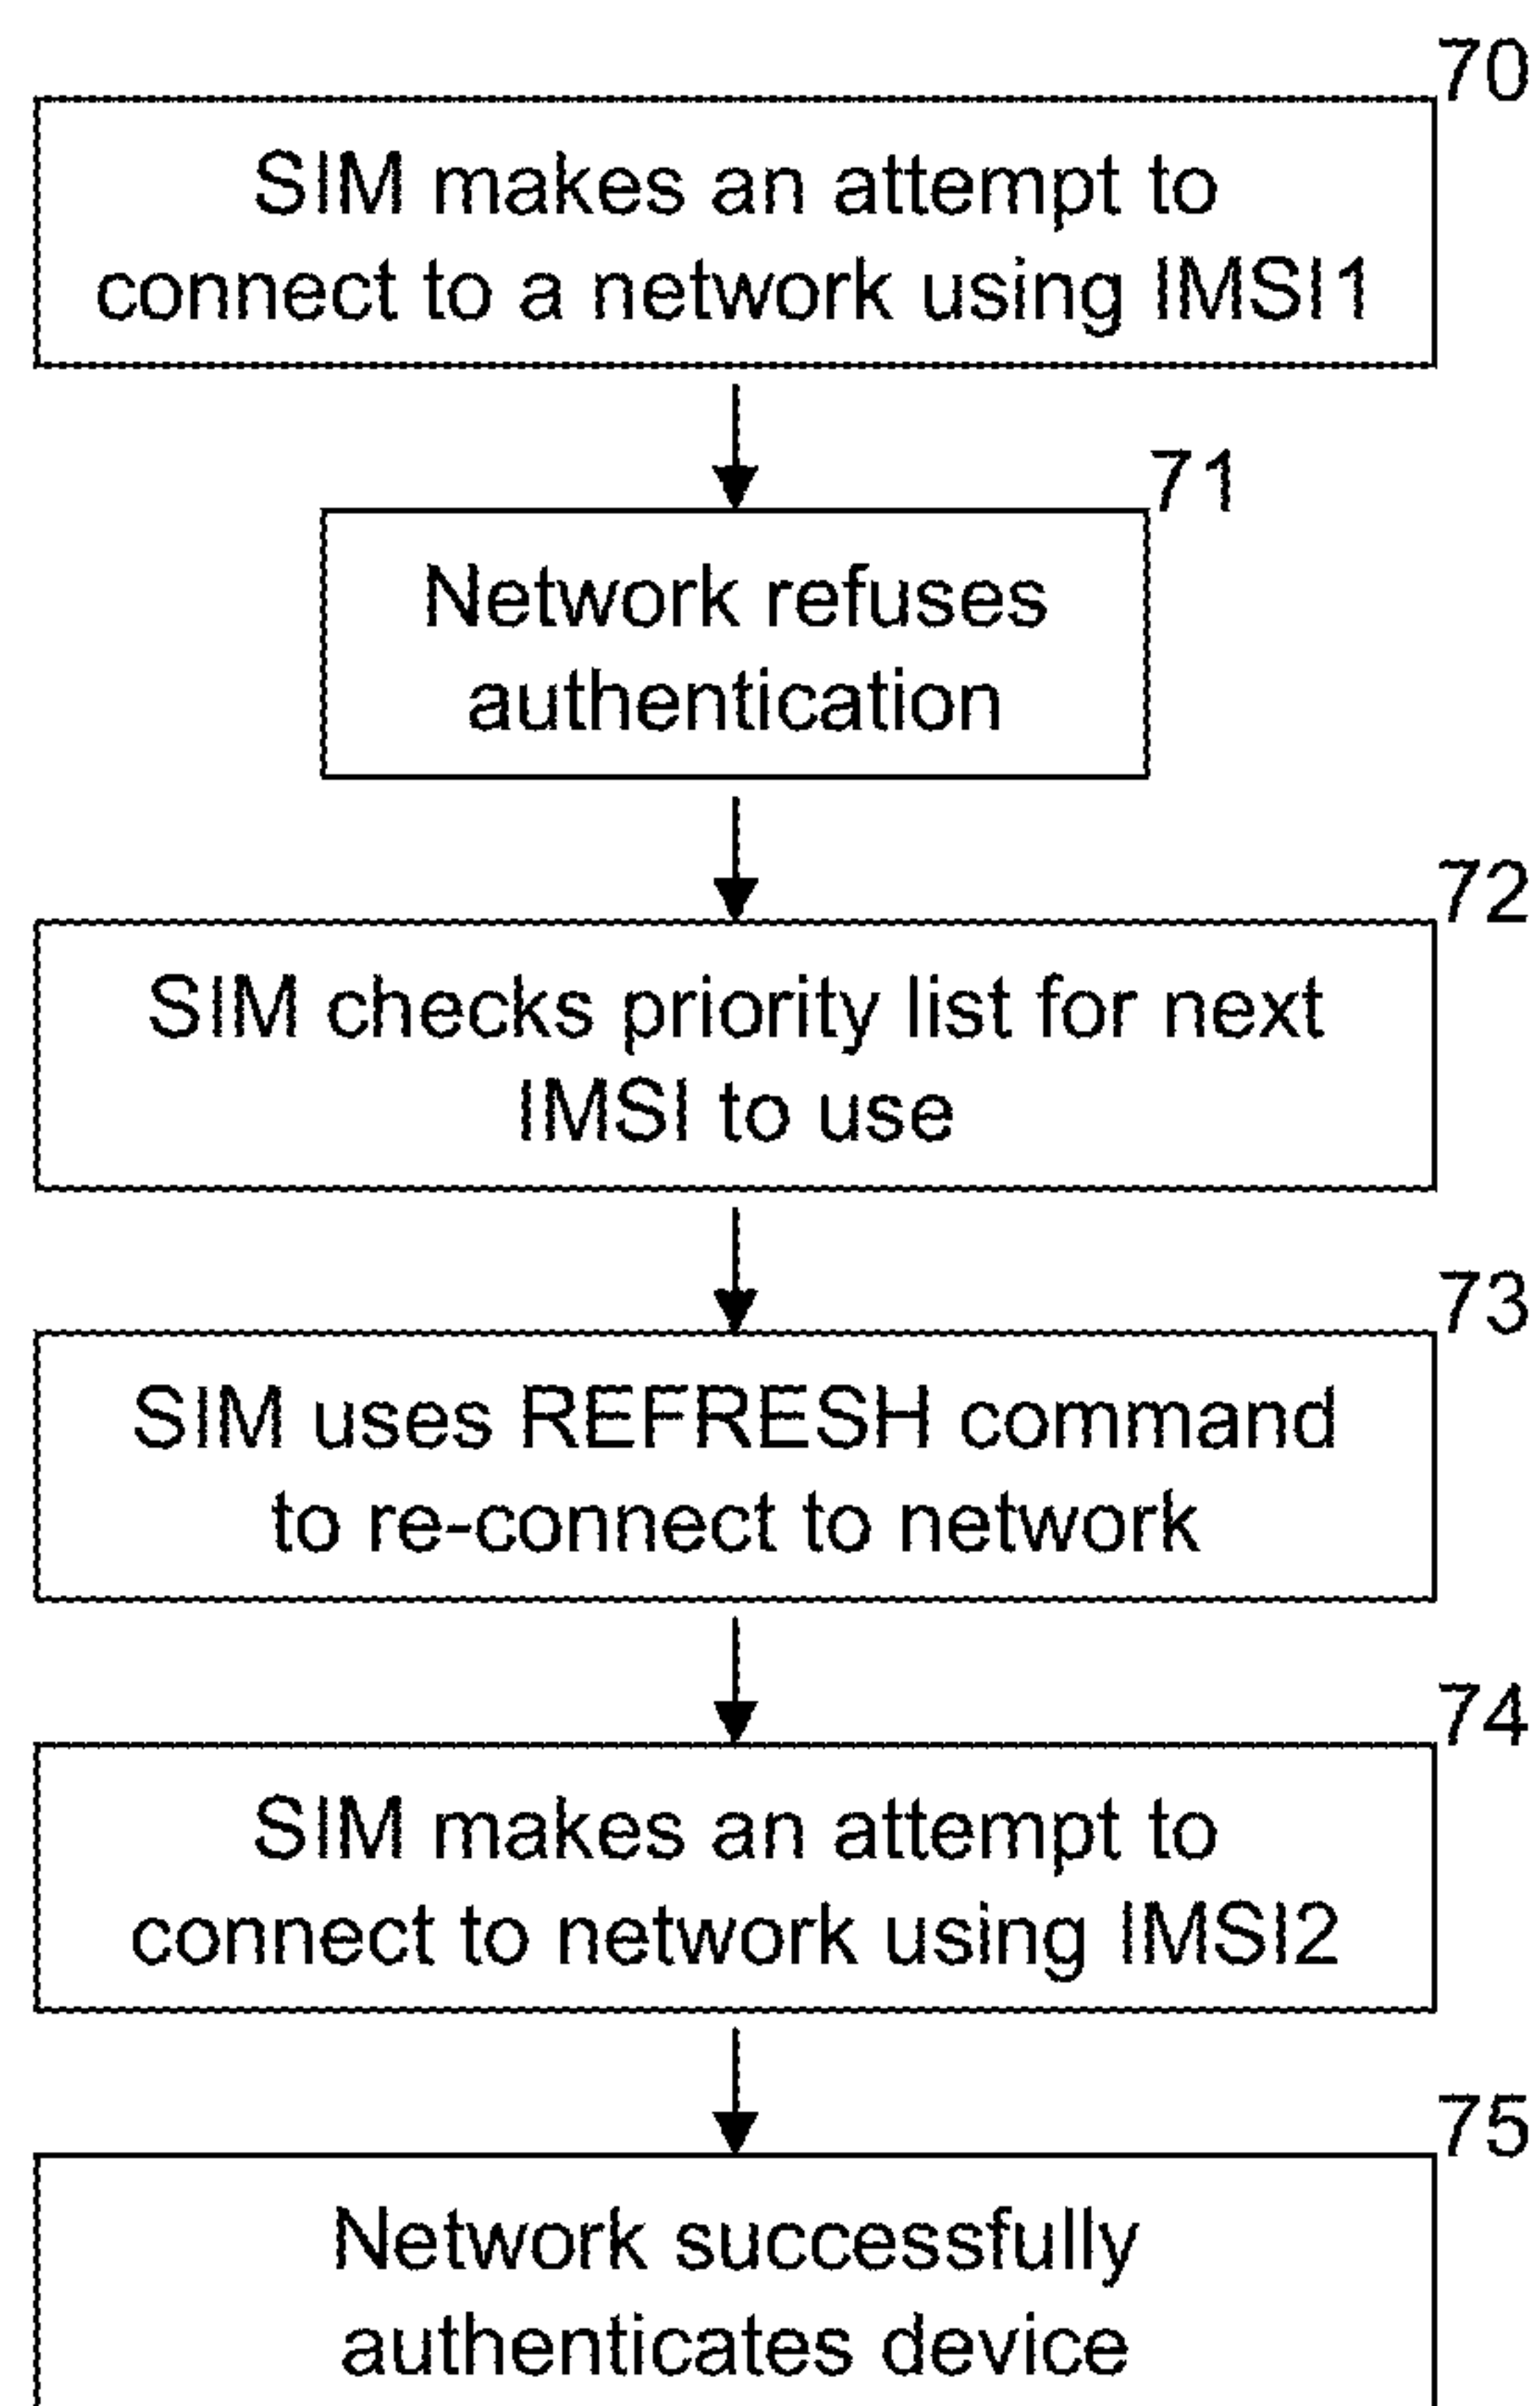 70
SIM makes an attempt to
connect to a network using IMSI1
71
Network refuses
authentication
72
SIM checks priority list for next
IMSI to use
73
SIM uses REFRESH command
to re-connect to network
74
SIM makes an attempt to
connect to network using IMSI2
75
Network successfully
authenticates device